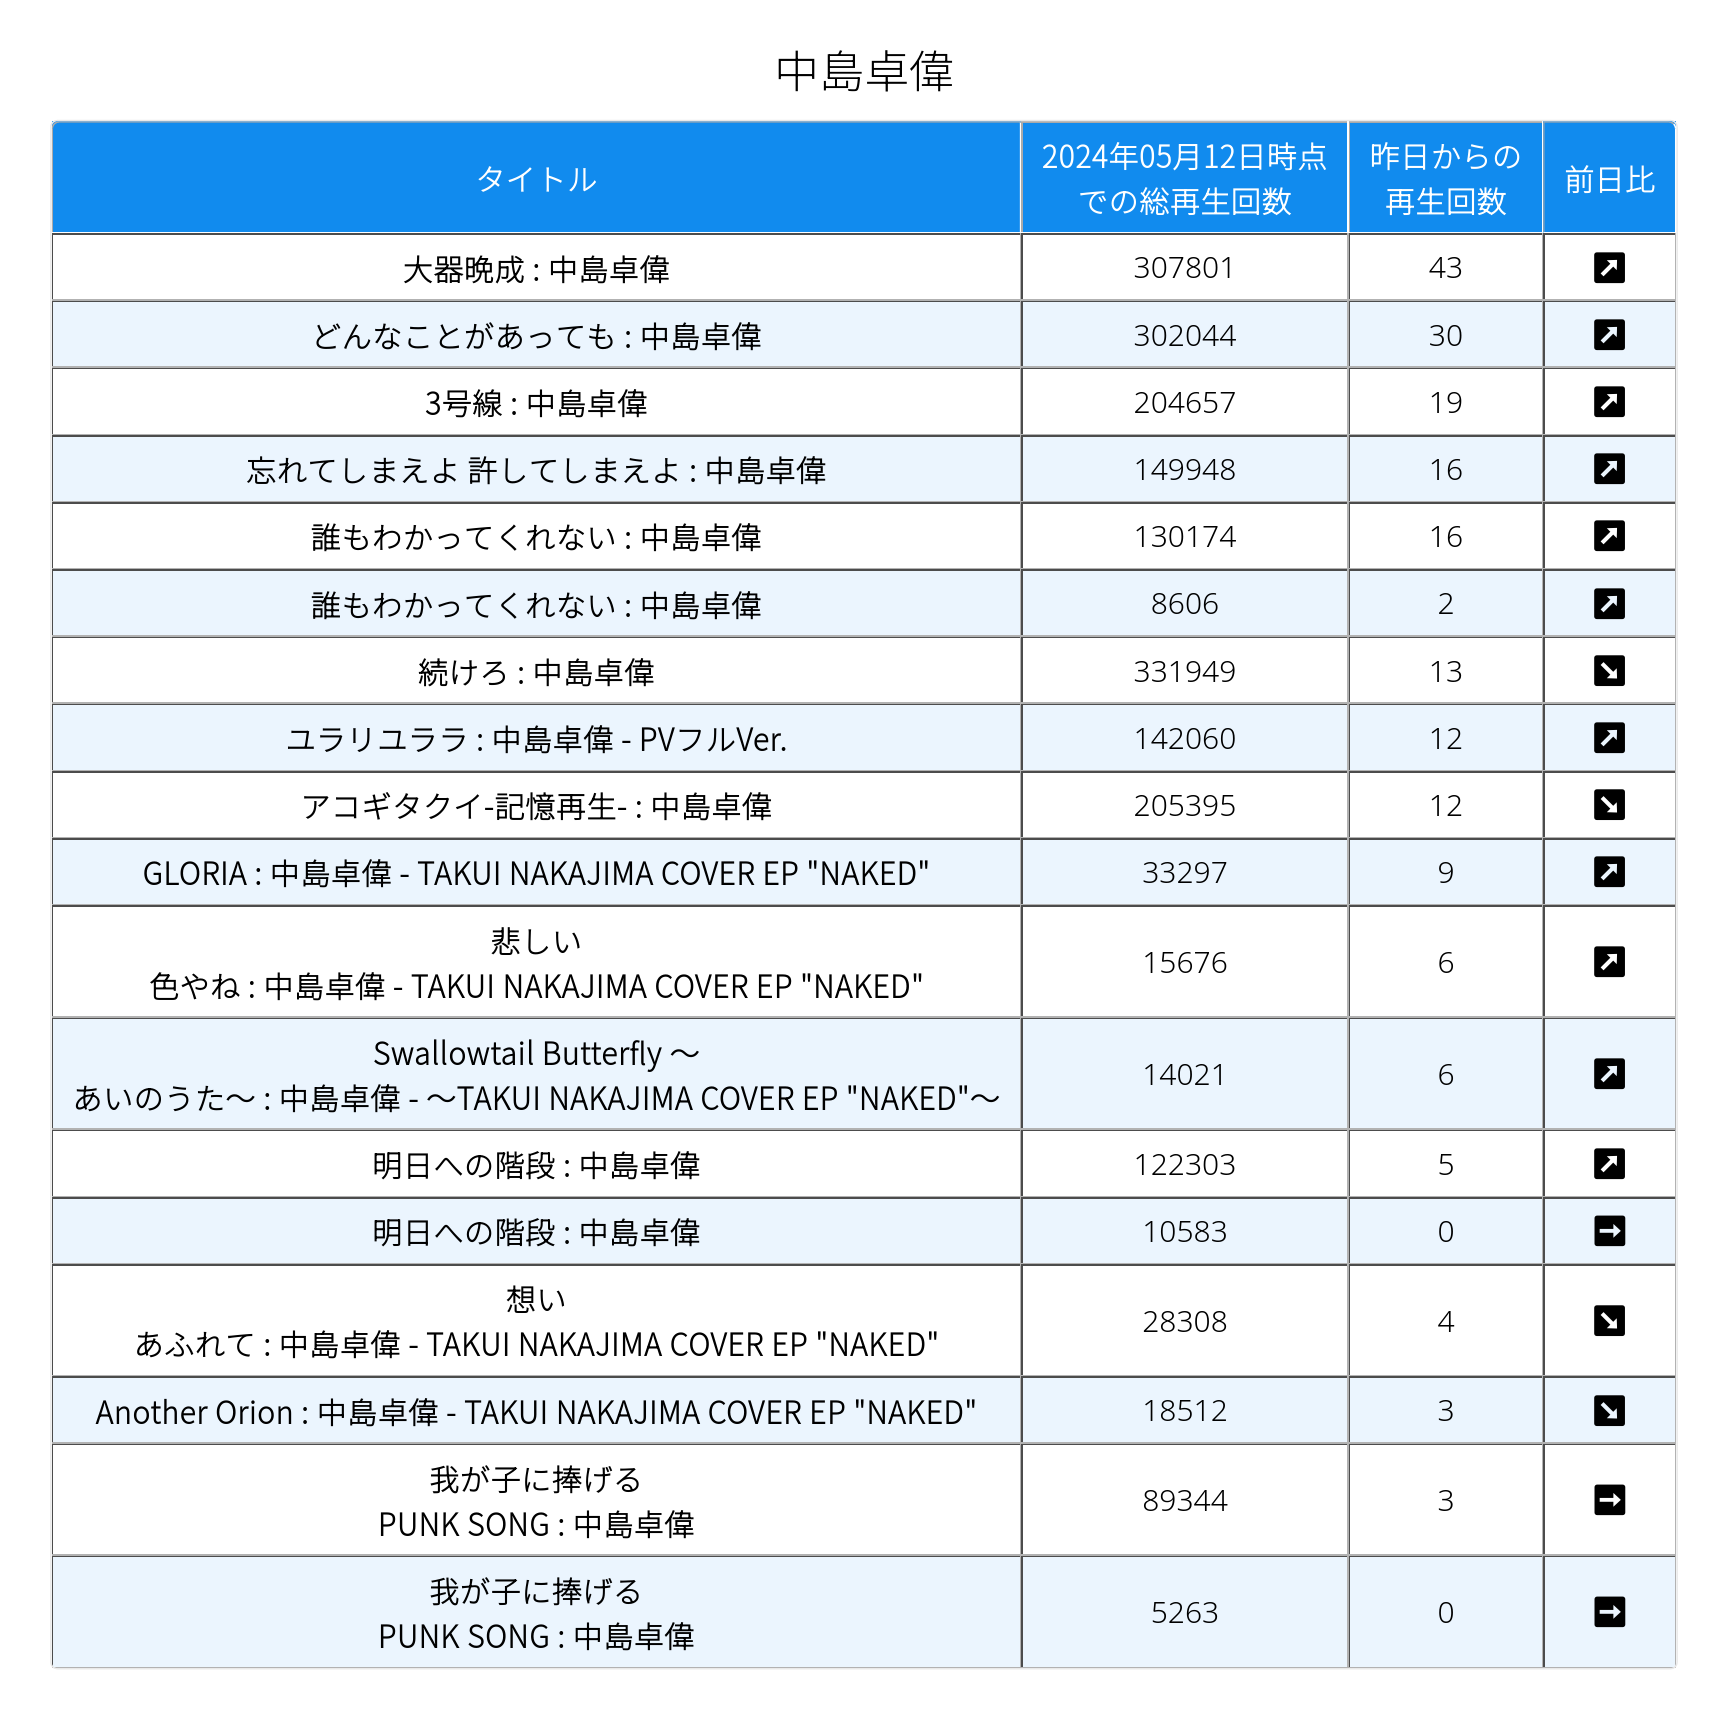 中島卓偉
タイトル
2024年05月12日時点
での総再生回数
昨日からの
再生回数
前日比
大器晩成 : 中島卓偉 307801 43 ↗
どんなことがあっても : 中島卓偉 302044 30 ↗
3号線 : 中島卓偉 204657 19 ↗
忘れてしまえよ 許してしまえよ : 中島卓偉 149948 16 ↗
誰もわかってくれない : 中島卓偉 130174 16 ↗
誰もわかってくれない : 中島卓偉 8606 2 ↗
続けろ : 中島卓偉 331949 13 ↘
ユラリユララ : 中島卓偉 - PVフルVer. 142060 12 ↗
アコギタクイ-記憶再生- : 中島卓偉 205395 12 ↘
GLORIA : 中島卓偉 - TAKUI NAKAJIMA COVER EP "NAKED" 33297 9 ↗
悲しい
色やね : 中島卓偉 - TAKUI NAKAJIMA COVER EP "NAKED" 15676 6 ↗
Swallowtail Butterfly ～
あいのうた～ : 中島卓偉 - ～TAKUI NAKAJIMA COVER EP "NAKED"～ 14021 6 ↗
明日への階段 : 中島卓偉 122303 5 ↗
明日への階段 : 中島卓偉 10583 0 →
想い
あふれて : 中島卓偉 - TAKUI NAKAJIMA COVER EP "NAKED" 28308 4 ↘
Another Orion : 中島卓偉 - TAKUI NAKAJIMA COVER EP "NAKED" 18512 3 ↘
我が子に捧げる
PUNK SONG : 中島卓偉 89344 3 →
我が子に捧げる
PUNK SONG : 中島卓偉 5263 0 →